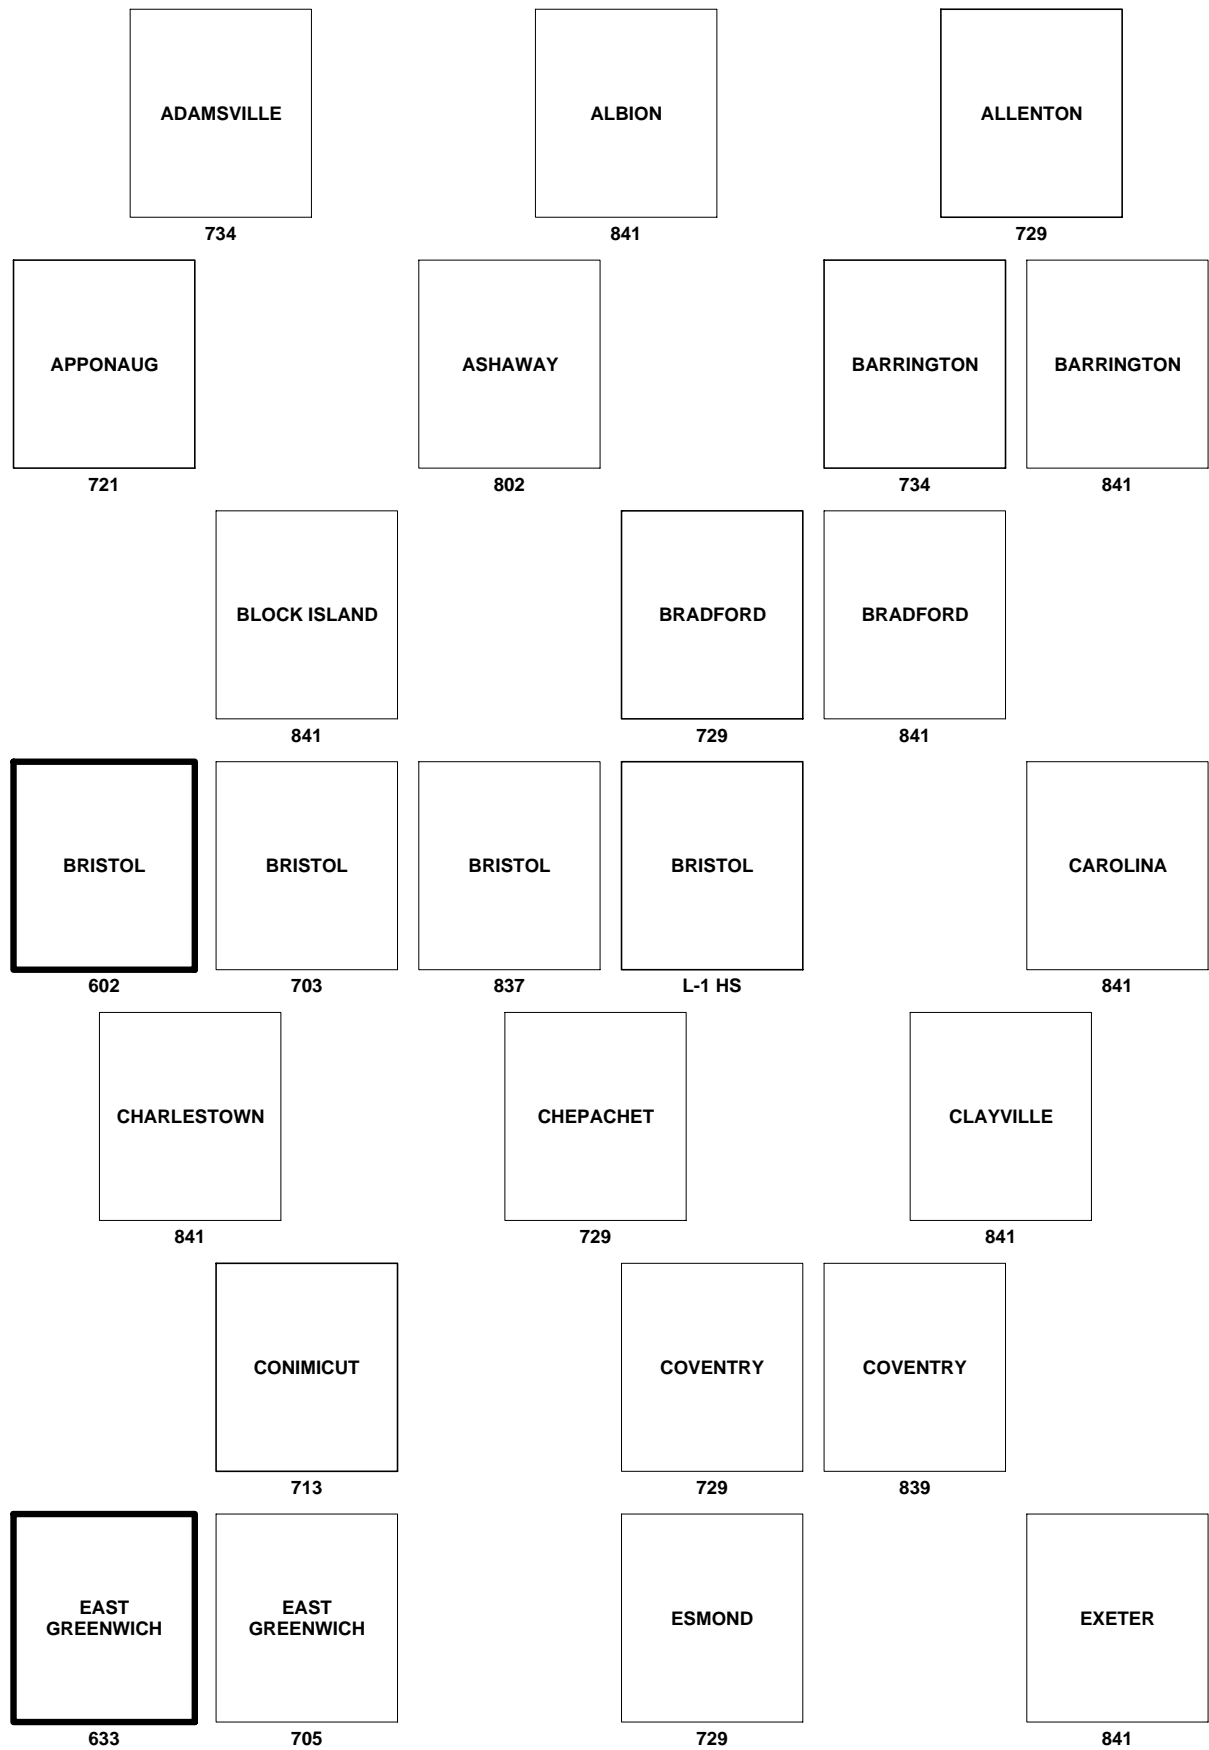 ADAMSVILLE
ALBION
ALLENTON
734
841
729
APPONAUG
ASHAWAY
BARRINGTON
BARRINGTON
721
802
734
841
BLOCK ISLAND
BRADFORD
BRADFORD
841
729
841
BRISTOL
BRISTOL
BRISTOL
BRISTOL
CAROLINA
602
703
837
L-1 HS
841
CHARLESTOWN
CHEPACHET
CLAYVILLE
841
729
841
CONIMICUT
COVENTRY
COVENTRY
713
729
839
EAST
GREENWICH
EAST
GREENWICH
ESMOND
EXETER
633
705
729
841